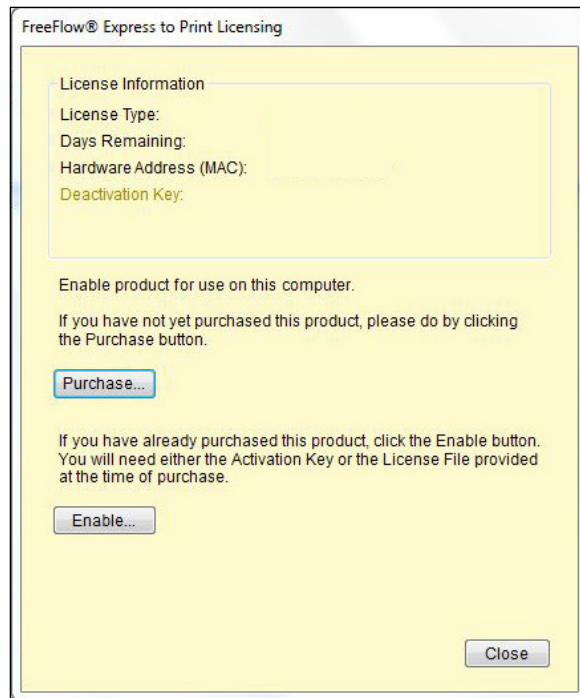 FreeFlow® Express to Print Licensing
License Information
License Type:
Days Remaining:
Hardware Address (MAC):
Deactivation Key:
Enable product for use on this computer.
If you have not yet purchased this product, please do by clicking
the Purchase button.
Purchase...
If you have already purchased this product, click the Enable button.
You will need either the Activation Key or the License File provided
at the time of purchase.
Enable...
Close